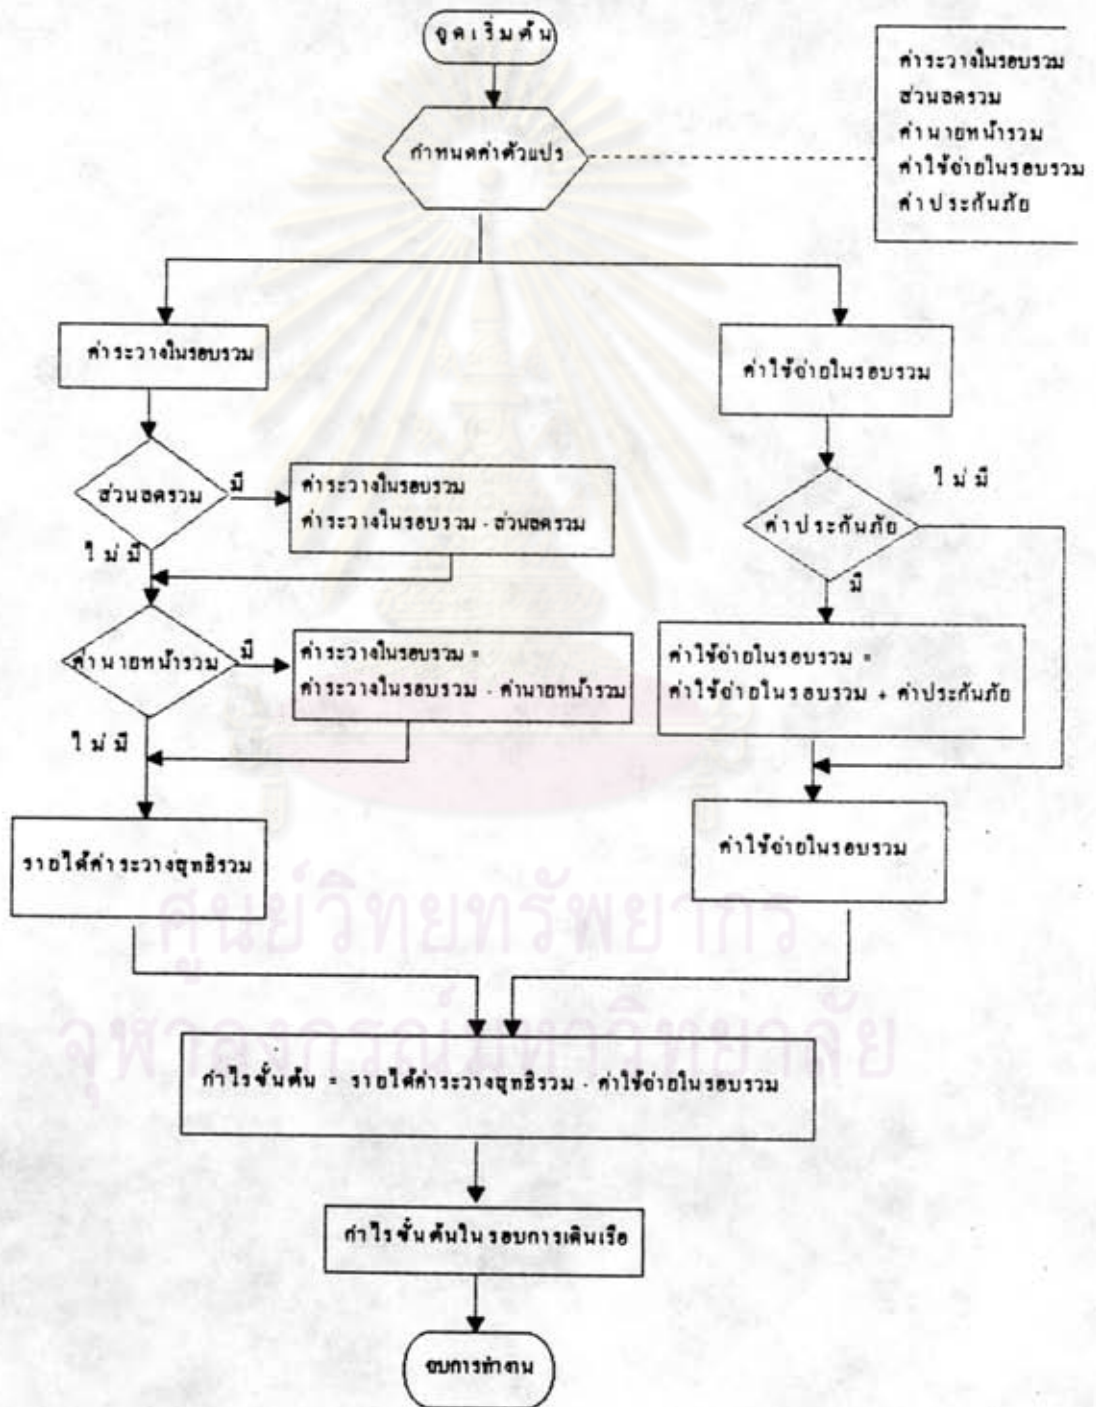 จุดเริ่มต้น
กำหนดค่าตัวแปร
ค่าระวางในรอบรวม
ส่วนลดรวม
ค่านายหน้ารวม
ค่าใช้จ่ายในรอบรวม
ค่าประกันภัย
ค่าระวางในรอบรวม
ส่วนลดรวม
มี
ค่าระวางในรอบรวม
ค่าระวางในรอบรวม - ส่วนลดรวม
ไม่มี
ค่านายหน้ารวม
มี
ค่าระวางในรอบรวม =
ค่าระวางในรอบรวม - ค่านายหน้ารวม
ไม่มี
รายได้ค่าระวางสุทธิรวม
ค่าใช้จ่ายในรอบรวม
ค่าประกันภัย
ไม่มี
มี
ค่าใช้จ่ายในรอบรวม =
ค่าใช้จ่ายในรอบรวม + ค่าประกันภัย
ค่าใช้จ่ายในรอบรวม
ศูนย์วิทยทรัพยากร
จุฬาลงกรณ์มหาวิทยาลัย
กำไรขั้นต้น = รายได้ค่าระวางสุทธิรวม - ค่าใช้จ่ายในรอบรวม
กำไรขั้นต้นในรอบการเดินเรือ
จบการทำงาน